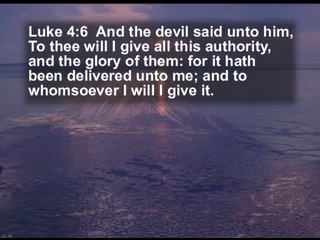 Luke 4:6  And the devil said unto him,
To thee will I give all this authority,
and the glory of them: for it hath
been delivered unto me; and to
whomsoever I will I give it.